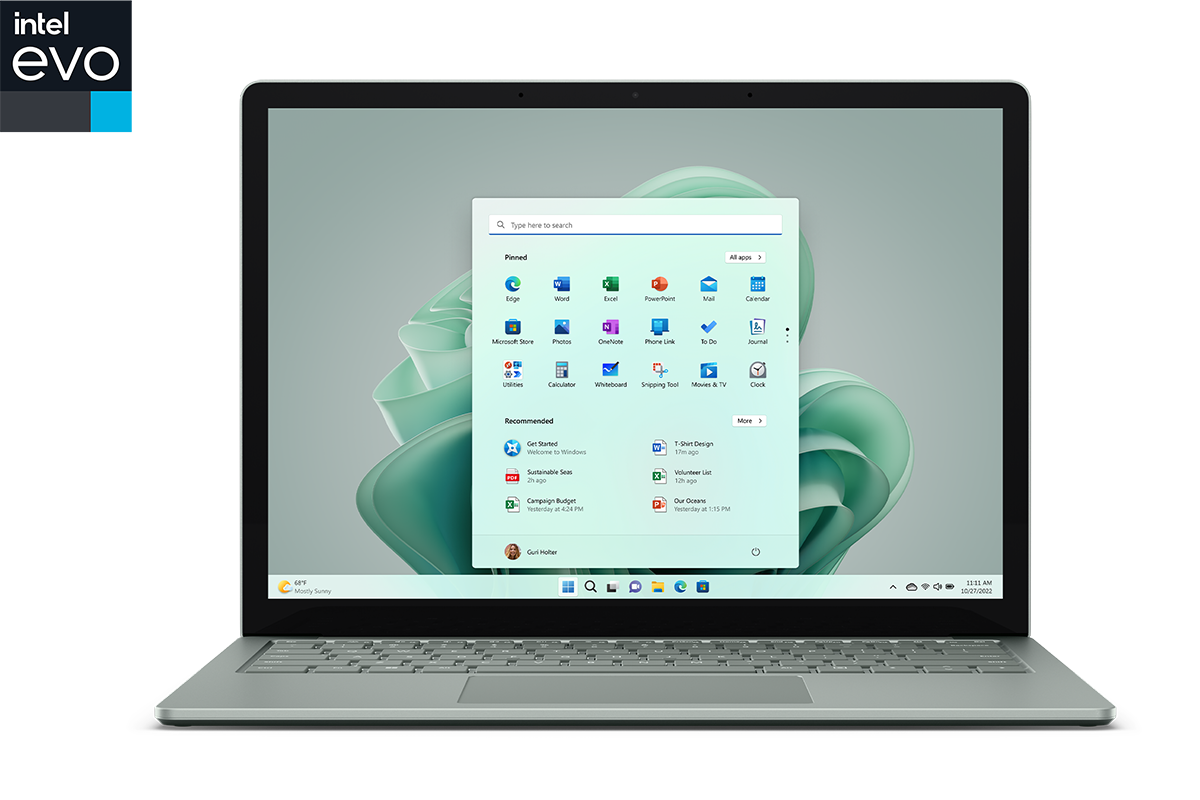 intel
evo
Type here to search
Pinned
All apps
Edge
Word
Excel
PowerPoint
Mail
Calendar
Microsoft Store
Photos
OneNote
Phone Link
To Do
Journal
Utilities
Calculator
Whiteboard
Snipping Tool
Movies & TV
Clock
Recommended
More
Get Started
Welcome to Windows
T-Shirt Design
17m ago
Sustainable Seas
2h ago
Volunteer List
12h ago
Campaign Budget
Yesterday at 4:24 PM
Our Oceans
Yesterday at 1:15 PM
Guri Holter
68°F
Mostly Sunny
11:11 AM
10/27/2022